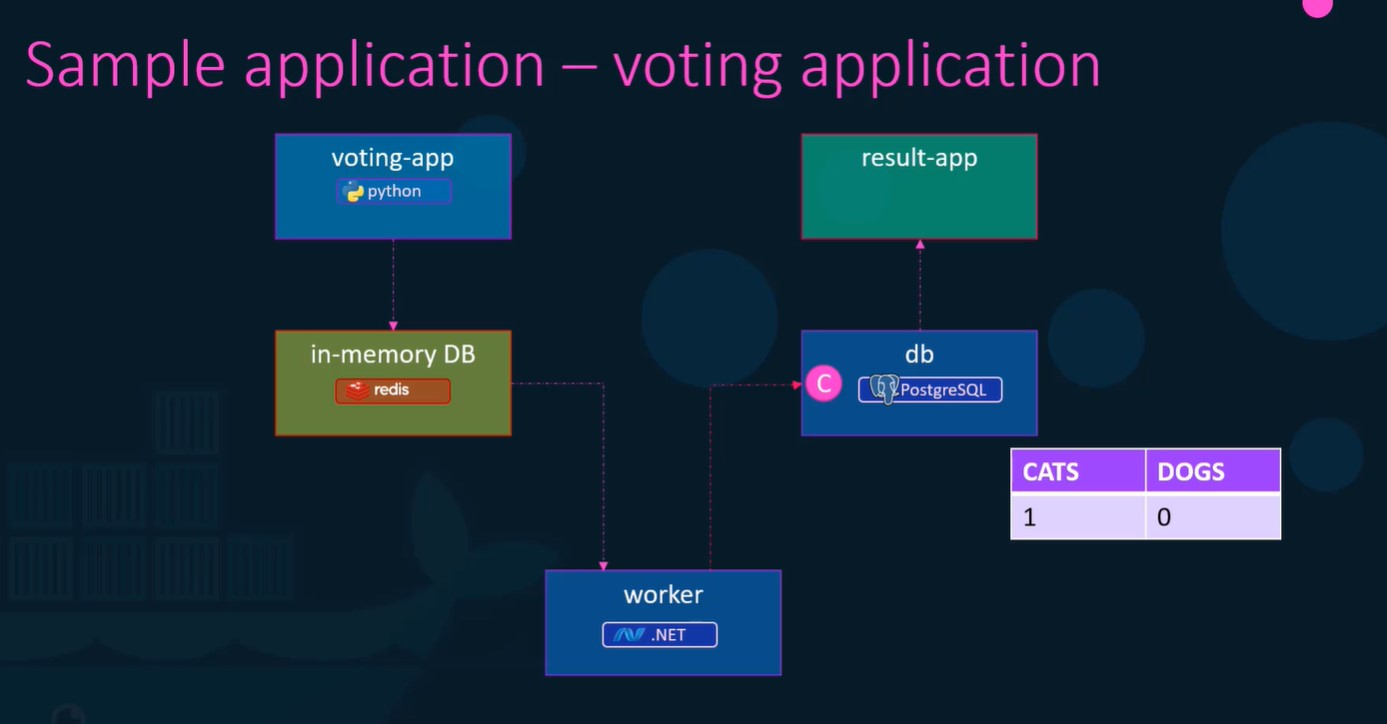 Sample application – voting application
voting-app
python
result-app
in-memory DB
redis
db
C
PostgreSQL
CATS DOGS
1 0
worker
.NET